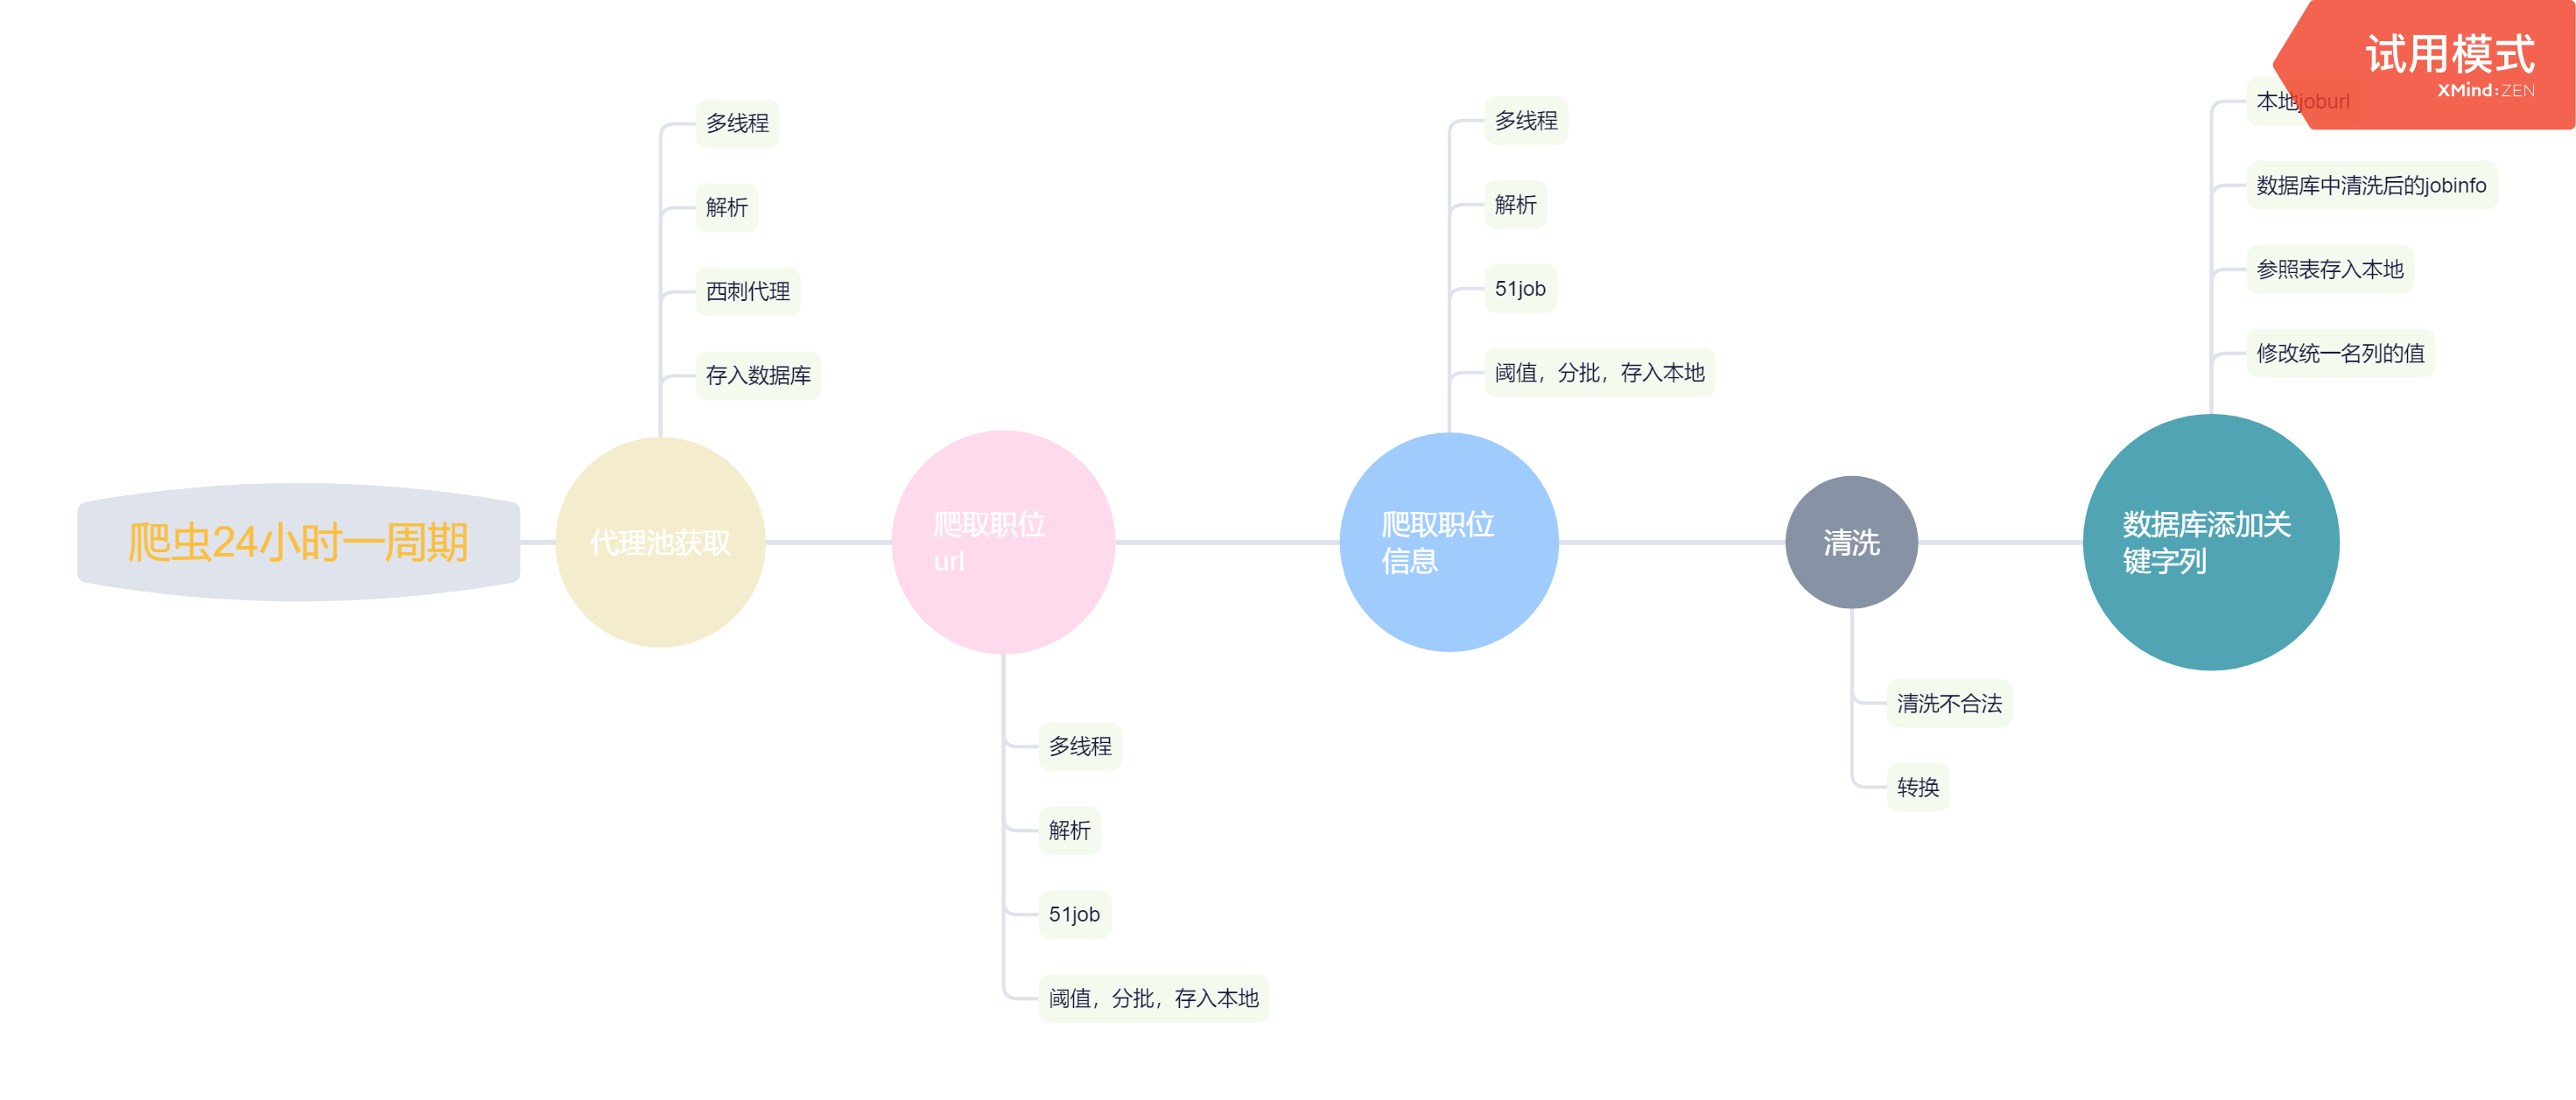 试用模式
XMind:ZEN
爬虫24小时一周期
代理池获取
多线程
解析
西刺代理
存入数据库
爬取职位
url
多线程
解析
51job
阈值，分批，存入本地
爬取职位
信息
多线程
解析
51job
阈值，分批，存入本地
清洗
清洗不合法
转换
数据库添加关
键字列
本地joburl
数据库中清洗后的jobinfo
参照表存入本地
修改统一名列的值